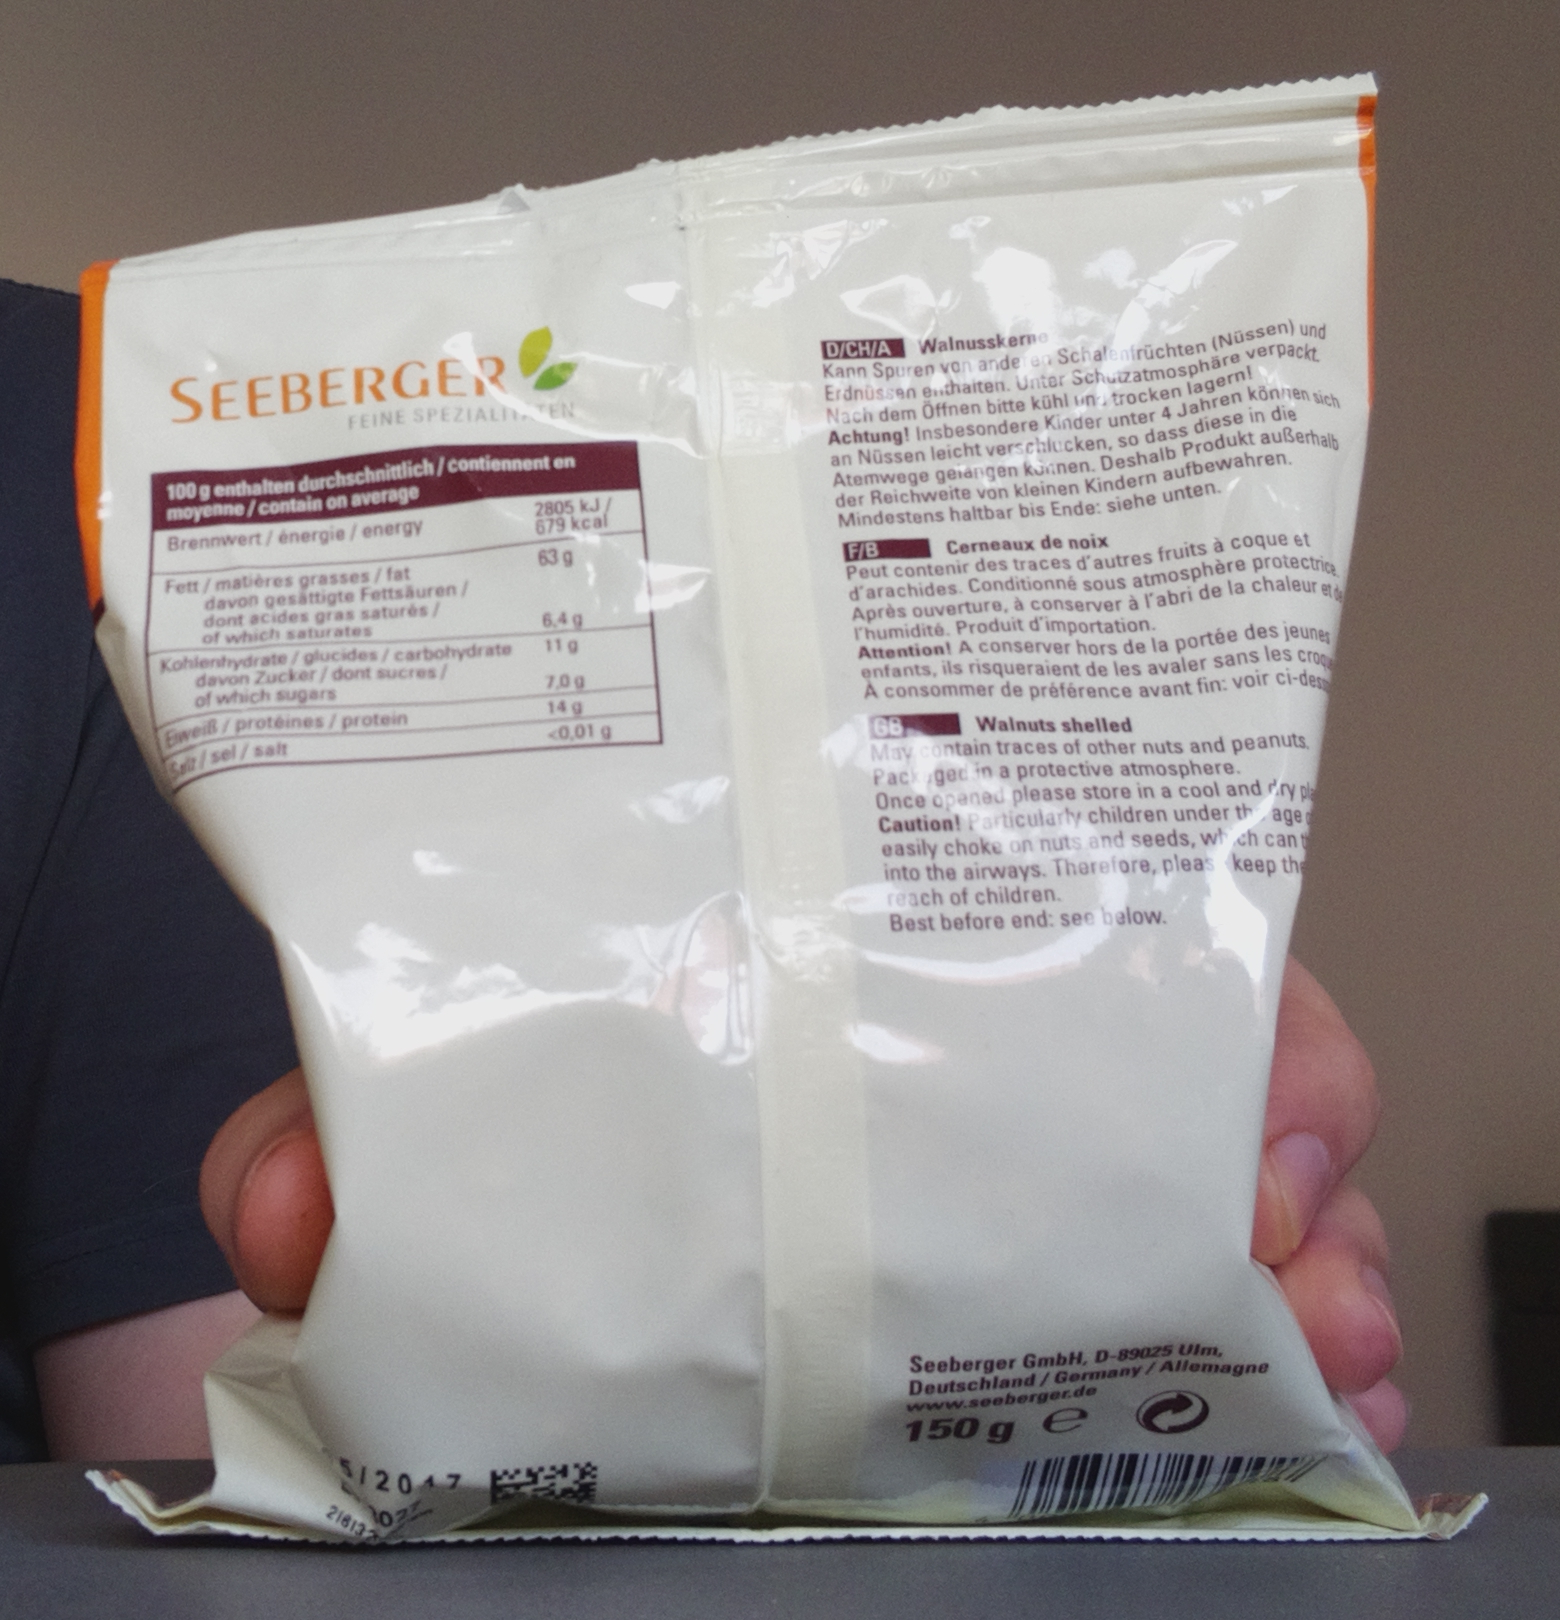 SEEBERGER
FEINE SPEZIALITÄTEN
100 g enthalten durchschnittlich / contiennent en
moyenne / contain on average
Brennwert / énergie / energy 2805 kJ /
679 kcal
Fett / matières grasses / fat 63 g
davon gesättigte Fettsäuren /
dont acides gras saturés /
of which saturates 6,4 g
Kohlenhydrate / glucides / carbohydrate 11 g
davon Zucker / dont sucres /
of which sugars 7,0 g
Eiweiß / protéines / protein 14 g
Salz / sel / salt <0,01 g
D/CH/A Walnusskerne
Kann Spuren von anderen Schalenfrüchten (Nüssen) und
Erdnüssen enthalten. Unter Schutzatmosphäre verpackt.
Nach dem Öffnen bitte kühl und trocken lagern!
Achtung! Insbesondere Kinder unter 4 Jahren können sich
an Nüssen leicht verschlucken, so dass diese in die
Atemwege gelangen können. Deshalb Produkt außerhalb
der Reichweite von kleinen Kindern aufbewahren.
Mindestens haltbar bis Ende: siehe unten.
F/B Cerneaux de noix
Peut contenir des traces d'autres fruits à coque et
d'arachides. Conditionné sous atmosphère protectrice.
Après ouverture, à conserver à l'abri de la chaleur et de
l'humidité. Produit d'importation.
Attention! A conserver hors de la portée des jeunes
enfants, ils risqueraient de les avaler sans les
À consommer de préférence avant fin: voir
GB Walnuts shelled
May contain traces of other nuts and peanuts.
Packaged in a protective atmosphere.
Once opened please store in a cool and dry
Caution! Particularly children under the age
easily choke on nuts and seeds, which can
into the airways. Therefore, please keep
reach of children.
Best before end: see below.
Seeberger GmbH, D-89025 Ulm,
Deutschland / Germany / Allemagne
www.seeberger.de
150 g e
5/2017